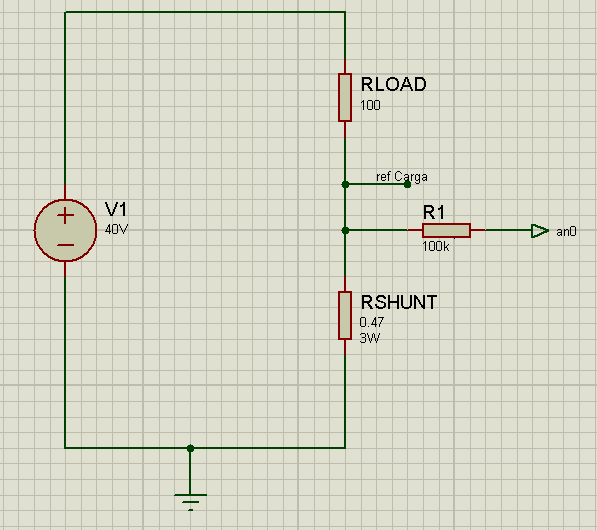 RLOAD
100
ref Carga
V1
40V
R1
100k
an0
RSHUNT
0.47
3W